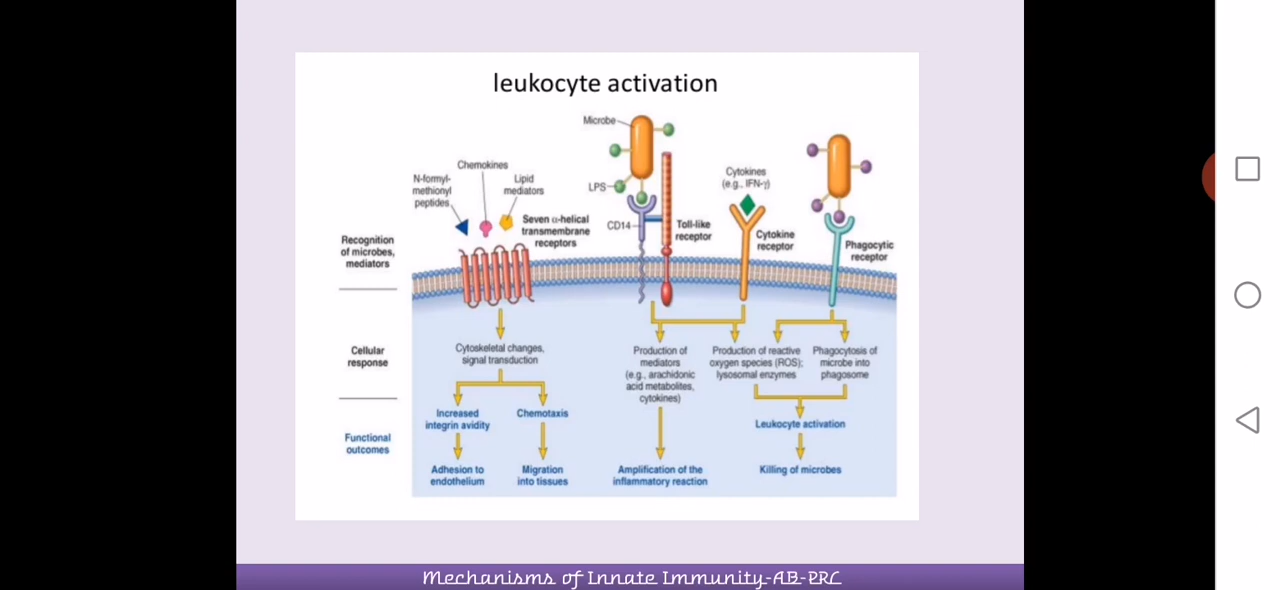 leukocyte activation
Microbe
Chemokines
N-formyl-
methionyl
peptides
Lipid
mediators
LPS
Cytokines
(e.g., IFN-γ)
Seven α-helical
transmembrane
receptors
CD14
Toll-like
receptor
Cytokine
receptor
Phagocytic
receptor
Recognition
of microbes,
mediators
Cellular
response
Cytoskeletal changes,
signal transduction
Production of
mediators
(e.g., arachidonic
acid metabolites,
cytokines)
Production of reactive
oxygen species (ROS);
lysosomal enzymes
Phagocytosis of
microbe into
phagosome
Functional
outcomes
Increased
integrin avidity
Chemotaxis
Leukocyte activation
Adhesion to
endothelium
Migration
into tissues
Amplification of the
inflammatory reaction
Killing of microbes
Mechanisms of Innate Immunity-AB-PRC